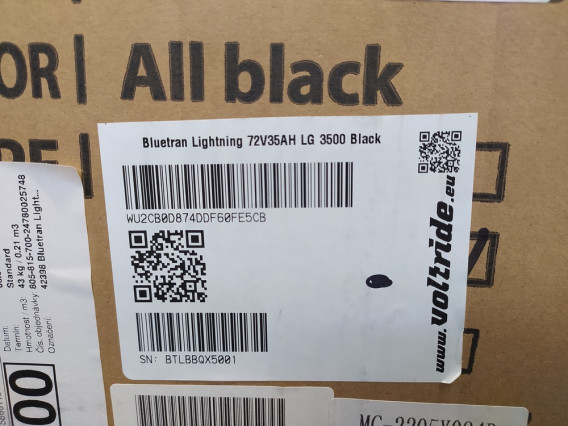 OR | All black
Bluetran Lightning 72V35AH LG 3500 Black
WU2CB0D874DDF60FE5CB
SN: BTLBBQX5001
www.voltride.eu
Datum:
Termín: Standard
Hmotnost / m3: 43 kg / 0.21 m3
Čís. objednávky 805-815-700-24780025748
Označení: 42398 Bluetran Light...
00